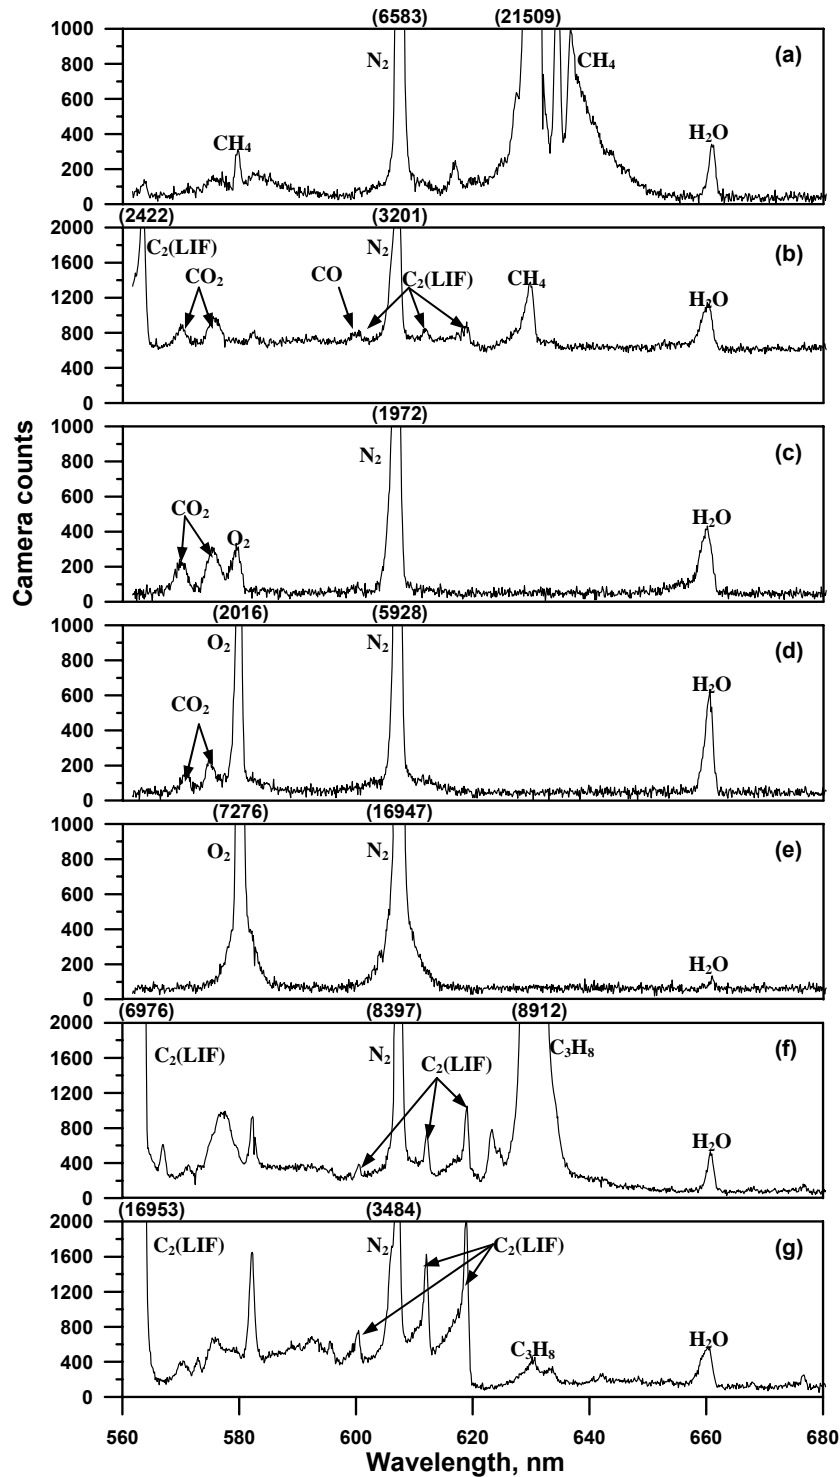 (6583) (21509)
1000 N₂ CH₄ (a)
800
600
400 CH₄ H₂O
200
0
(2422) (3201)
2000 C₂(LIF) N₂ (b)
1600 CO₂ CO C₂(LIF) CH₄
1200 H₂O
800
400
0
(1972)
1000 N₂ (c)
800
600 CO₂ H₂O
400 O₂
200
0
(2016) (5928)
1000 O₂ N₂ (d)
800
600 CO₂ H₂O
400
200
0
(7276) (16947)
1000 O₂ N₂ (e)
800
600
400
200 H₂O
0
(6976) (8397) (8912)
2000 C₂(LIF) N₂ C₃H₈ (f)
1600 C₂(LIF)
1200
800 H₂O
400
0
(16953) (3484)
2000 C₂(LIF) N₂ C₂(LIF) (g)
1600
1200
800 C₃H₈ H₂O
400
0
560 580 600 620 640 660 680
Wavelength, nm
Camera counts